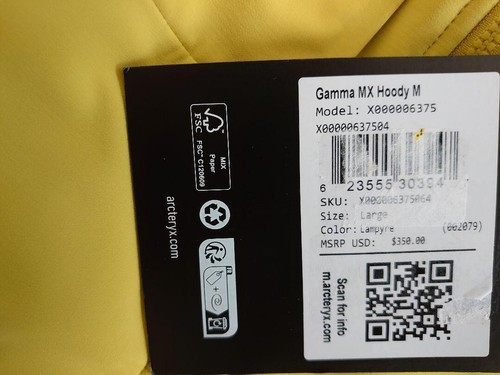 Gamma MX Hoody M
Model: X000006375
X00000637504
6 23555 30304
SKU: X000006375064
Size: Large
Color: Lampyre (002079)
MSRP USD: $350.00
Scan for info
m.arcteryx.com
FSC
MIX
Paper
FSC™ C120609
arcteryx.com